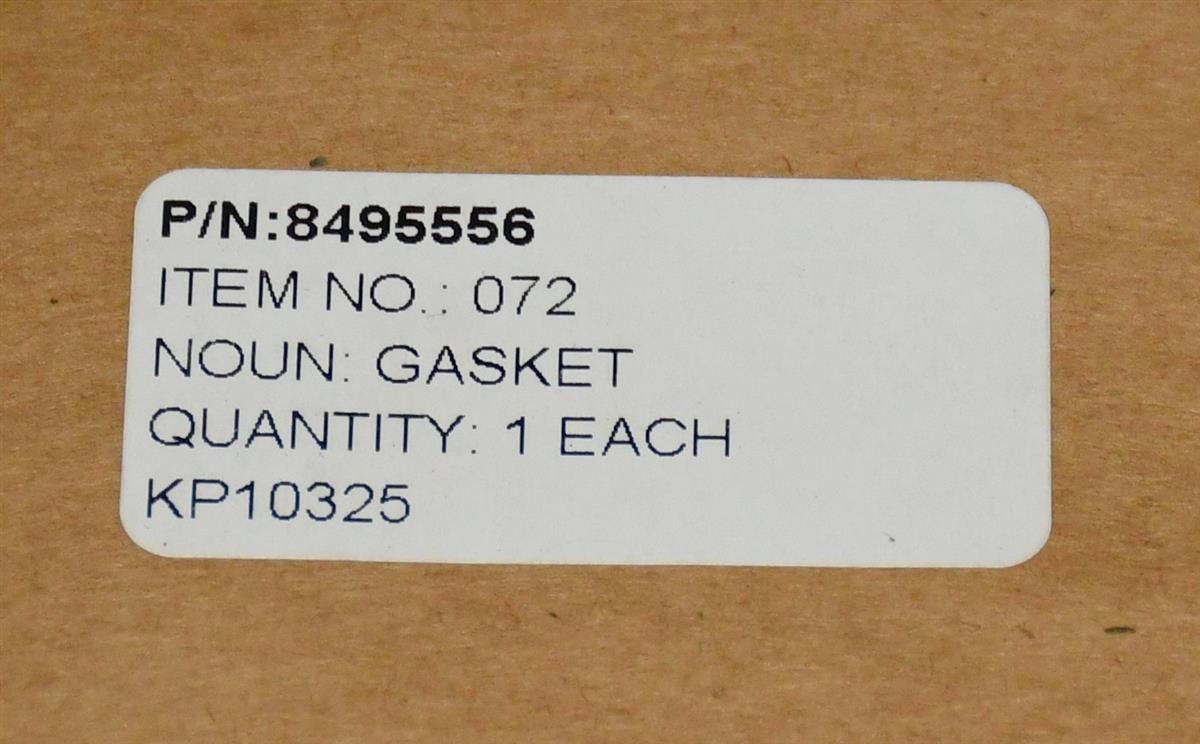 P/N:8495556
ITEM NO.: 072
NOUN: GASKET
QUANTITY: 1 EACH
KP10325